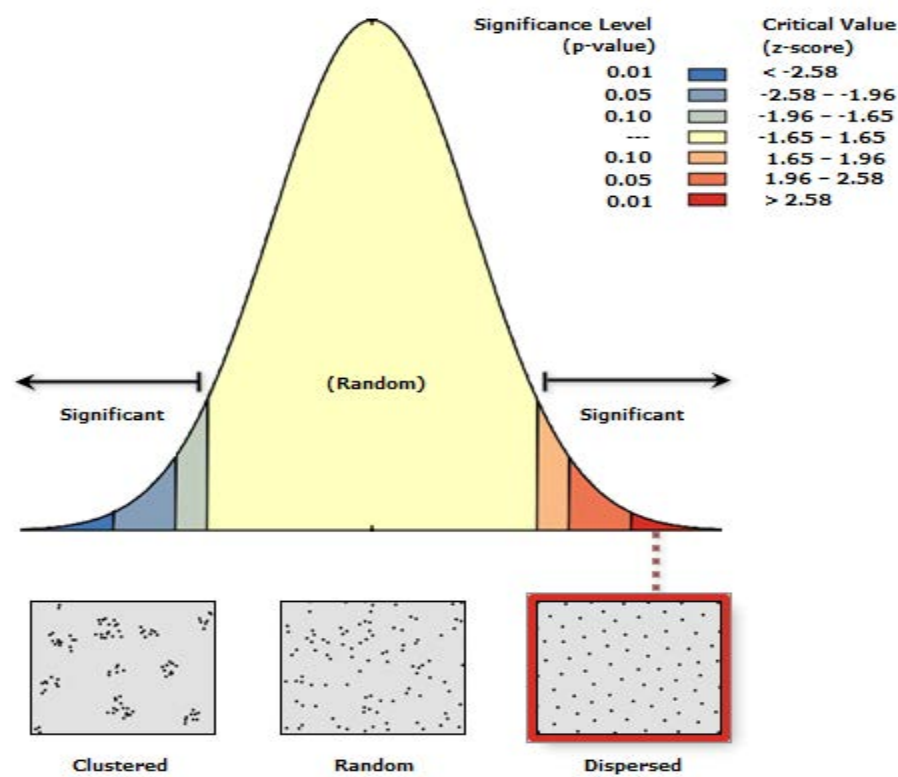 Significance Level
(p-value)
Critical Value
(z-score)
0.01 < -2.58
0.05 -2.58 – -1.96
0.10 -1.96 – -1.65
--- -1.65 – 1.65
0.10 1.65 – 1.96
0.05 1.96 – 2.58
0.01 > 2.58
(Random)
Significant
Significant
Clustered
Random
Dispersed